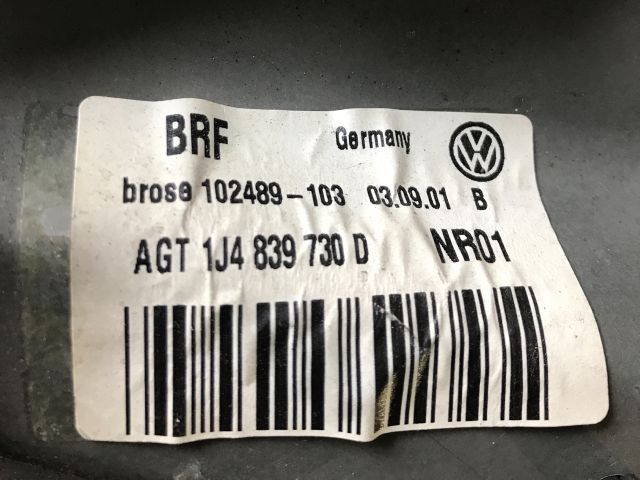 BRF Germany
brose 102489-103 03.09.01 B
AGT 1J4 839 730 D NR01